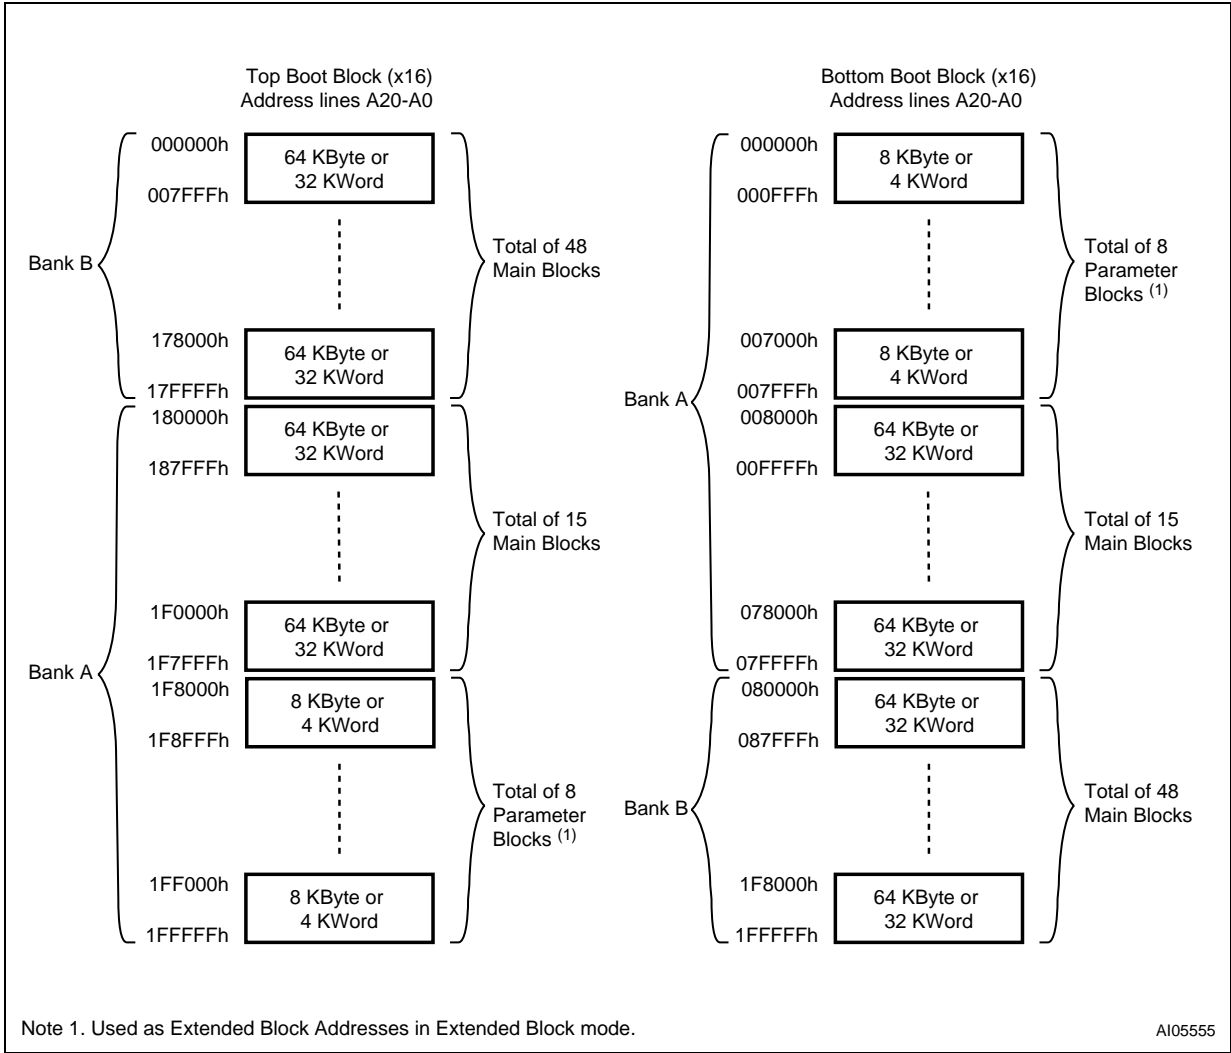 Top Boot Block (x16)
Address lines A20-A0
000000h
64 KByte or
32 KWord
007FFFh
Bank B
Total of 48
Main Blocks
178000h
64 KByte or
32 KWord
17FFFFh
180000h
64 KByte or
32 KWord
187FFFh
Total of 15
Main Blocks
1F0000h
64 KByte or
32 KWord
1F7FFFh
Bank A
1F8000h
8 KByte or
4 KWord
1F8FFFh
Total of 8
Parameter
Blocks (1)
1FF000h
8 KByte or
4 KWord
1FFFFFh
Bottom Boot Block (x16)
Address lines A20-A0
000000h
8 KByte or
4 KWord
000FFFh
Total of 8
Parameter
Blocks (1)
007000h
8 KByte or
4 KWord
007FFFh
Bank A
008000h
64 KByte or
32 KWord
00FFFFh
Total of 15
Main Blocks
078000h
64 KByte or
32 KWord
07FFFFh
080000h
64 KByte or
32 KWord
087FFFh
Bank B
Total of 48
Main Blocks
1F8000h
64 KByte or
32 KWord
1FFFFFh
Note 1. Used as Extended Block Addresses in Extended Block mode.
AI05555